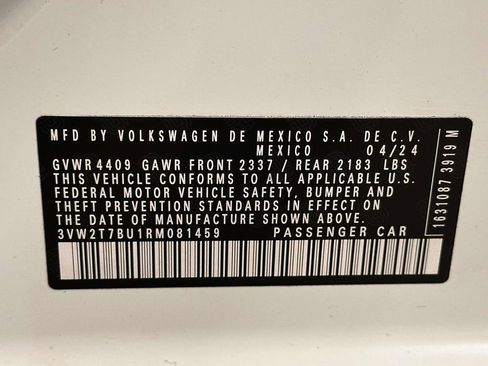 MFD BY VOLKSWAGEN DE MEXICO S.A. DE C.V.
MEXICO 04/24
GVWR 4409 GAWR FRONT 2337 / REAR 2183 LBS
THIS VEHICLE CONFORMS TO ALL APPLICABLE U.S.
FEDERAL MOTOR VEHICLE SAFETY, BUMPER AND
THEFT PREVENTION STANDARDS IN EFFECT ON
THE DATE OF MANUFACTURE SHOWN ABOVE.
3VW2T7BU1RM081459 PASSENGER CAR
1631087 3919 M